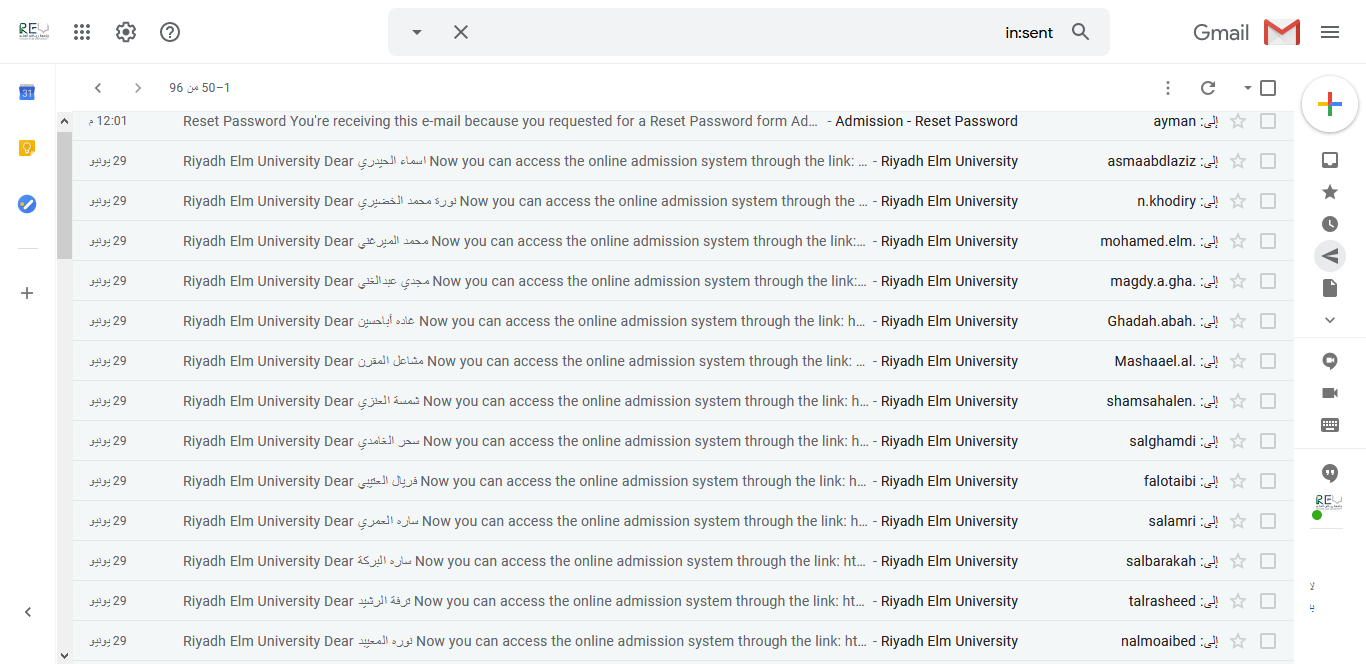 Gmail
in:sent
1–50 من 96
إلى: ayman Admission - Reset Password - Reset Password You're receiving this e-mail because you requested for a Reset Password form Ad… 12:01 م
إلى: asmaabdlaziz Riyadh Elm University - Riyadh Elm University Dear اسماء الحيدري Now you can access the online admission system through the link: … 29 يونيو
إلى: n.khodiry Riyadh Elm University - Riyadh Elm University Dear نورة محمد الخضيري Now you can access the online admission system through the … 29 يونيو
إلى: mohamed.elm. Riyadh Elm University - Riyadh Elm University Dear محمد الميرغني Now you can access the online admission system through the link:… 29 يونيو
إلى: magdy.a.gha. Riyadh Elm University - Riyadh Elm University Dear مجدي عبدالغني Now you can access the online admission system through the link:… 29 يونيو
إلى: Ghadah.abah. Riyadh Elm University - Riyadh Elm University Dear غاده أباحسين Now you can access the online admission system through the link: h… 29 يونيو
إلى: Mashaael.al. Riyadh Elm University - Riyadh Elm University Dear مشاعل المقرن Now you can access the online admission system through the link: … 29 يونيو
إلى: shamsahalen. Riyadh Elm University - Riyadh Elm University Dear شمسة العنزي Now you can access the online admission system through the link: h… 29 يونيو
إلى: salghamdi Riyadh Elm University - Riyadh Elm University Dear سحر الغامدي Now you can access the online admission system through the link: h… 29 يونيو
إلى: falotaibi Riyadh Elm University - Riyadh Elm University Dear فريال العتيبي Now you can access the online admission system through the link: h… 29 يونيو
إلى: salamri Riyadh Elm University - Riyadh Elm University Dear ساره العمري Now you can access the online admission system through the link: h… 29 يونيو
إلى: salbarakah Riyadh Elm University - Riyadh Elm University Dear ساره البركة Now you can access the online admission system through the link: ht… 29 يونيو
إلى: talrasheed Riyadh Elm University - Riyadh Elm University Dear ترفة الرشيد Now you can access the online admission system through the link: ht… 29 يونيو
إلى: nalmoaibed Riyadh Elm University - Riyadh Elm University Dear نوره المعيبد Now you can access the online admission system through the link: ht… 29 يونيو
31